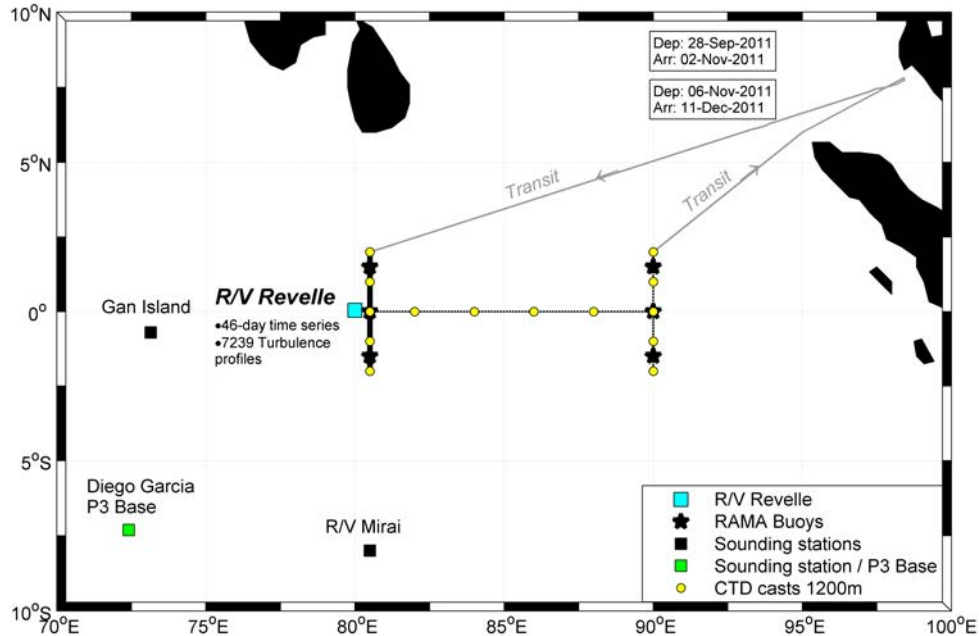 10°N
5°N
0°
5°S
10°S
70°E
75°E
80°E
85°E
90°E
95°E
100°E
Dep: 28-Sep-2011
Arr: 02-Nov-2011
Dep: 06-Nov-2011
Arr: 11-Dec-2011
Transit
Transit
R/V Revelle
•46-day time series
•7239 Turbulence
profiles
Gan Island
Diego Garcia
P3 Base
R/V Mirai
R/V Revelle
RAMA Buoys
Sounding stations
Sounding station / P3 Base
CTD casts 1200m